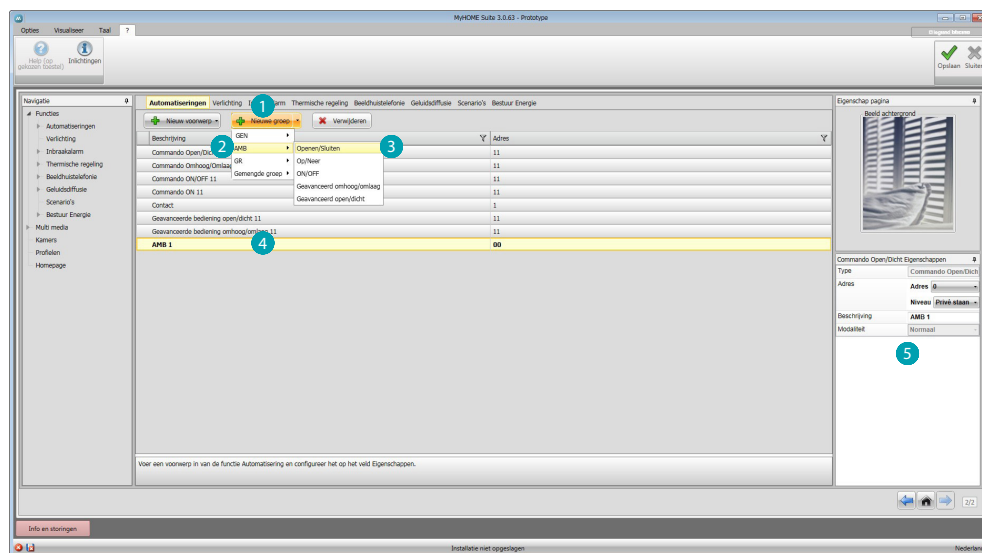 MyHOME Suite 3.0.63 - Prototype
Opties Visualiseer Taal ?
Help (op gekozen toestel)
Inlichtingen
Opslaan Sluiten
Navigatie
Functies
Automatiseringen
Verlichting
Inbraakalarm
Thermische regeling
Beeldhuistelefonie
Geluidsdiffusie
Scenario's
Bestuur Energie
Multi media
Kamers
Profielen
Homepage
Automatiseringen Verlichting Thermische regeling Beeldhuistelefonie Geluidsdiffusie Scenario's Bestuur Energie
1
Nieuw voorwerp Nieuwe groep Verwijderen
Beschrijving Adres
2
GEN
AMB
GR
Gemengde groep
3
Openen/Sluiten
Op/Neer
ON/OFF
Geavanceerd omhoog/omlaag
Geavanceerd open/dicht
Commando Open/Dic 11
Commando Omhoog/Omlaag 11
Commando ON/OFF 11 11
Commando ON 11 11
Contact 1
Geavanceerde bediening open/dicht 11 11
Geavanceerde bediening omhoog/omlaag 11 11
4
AMB 1 00
Voer een voorwerp in van de functie Automatisering en configureer het op het veld Eigenschappen.
Eigenschap pagina
Beeld achtergrond
Commando Open/Dicht Eigenschappen
Type Commando Open/Dich
Adres Adres 0
Niveau Privé staan
Beschrijving AMB 1
Modaliteit Normaal
5
2/2
Info en storingen
Installatie niet opgeslagen
Nederlan